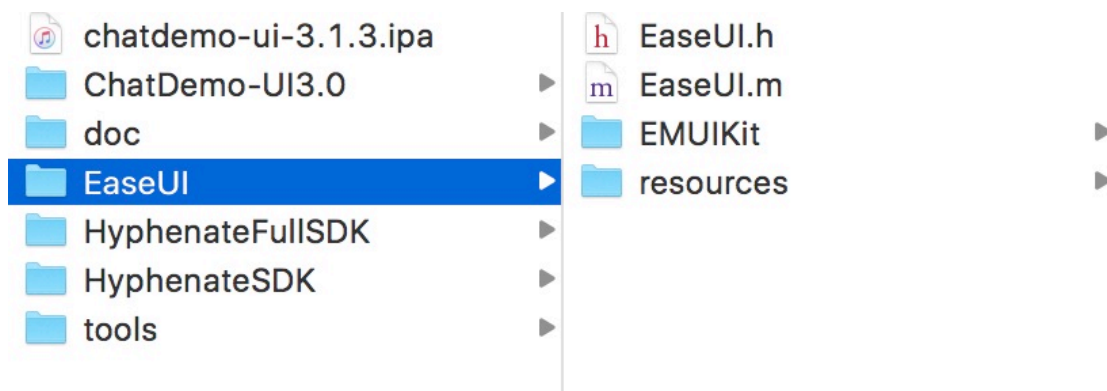 chatdemo-ui-3.1.3.ipa
ChatDemo-UI3.0
doc
EaseUI
HyphenateFullSDK
HyphenateSDK
tools
h EaseUI.h
m EaseUI.m
EMUIKit
resources